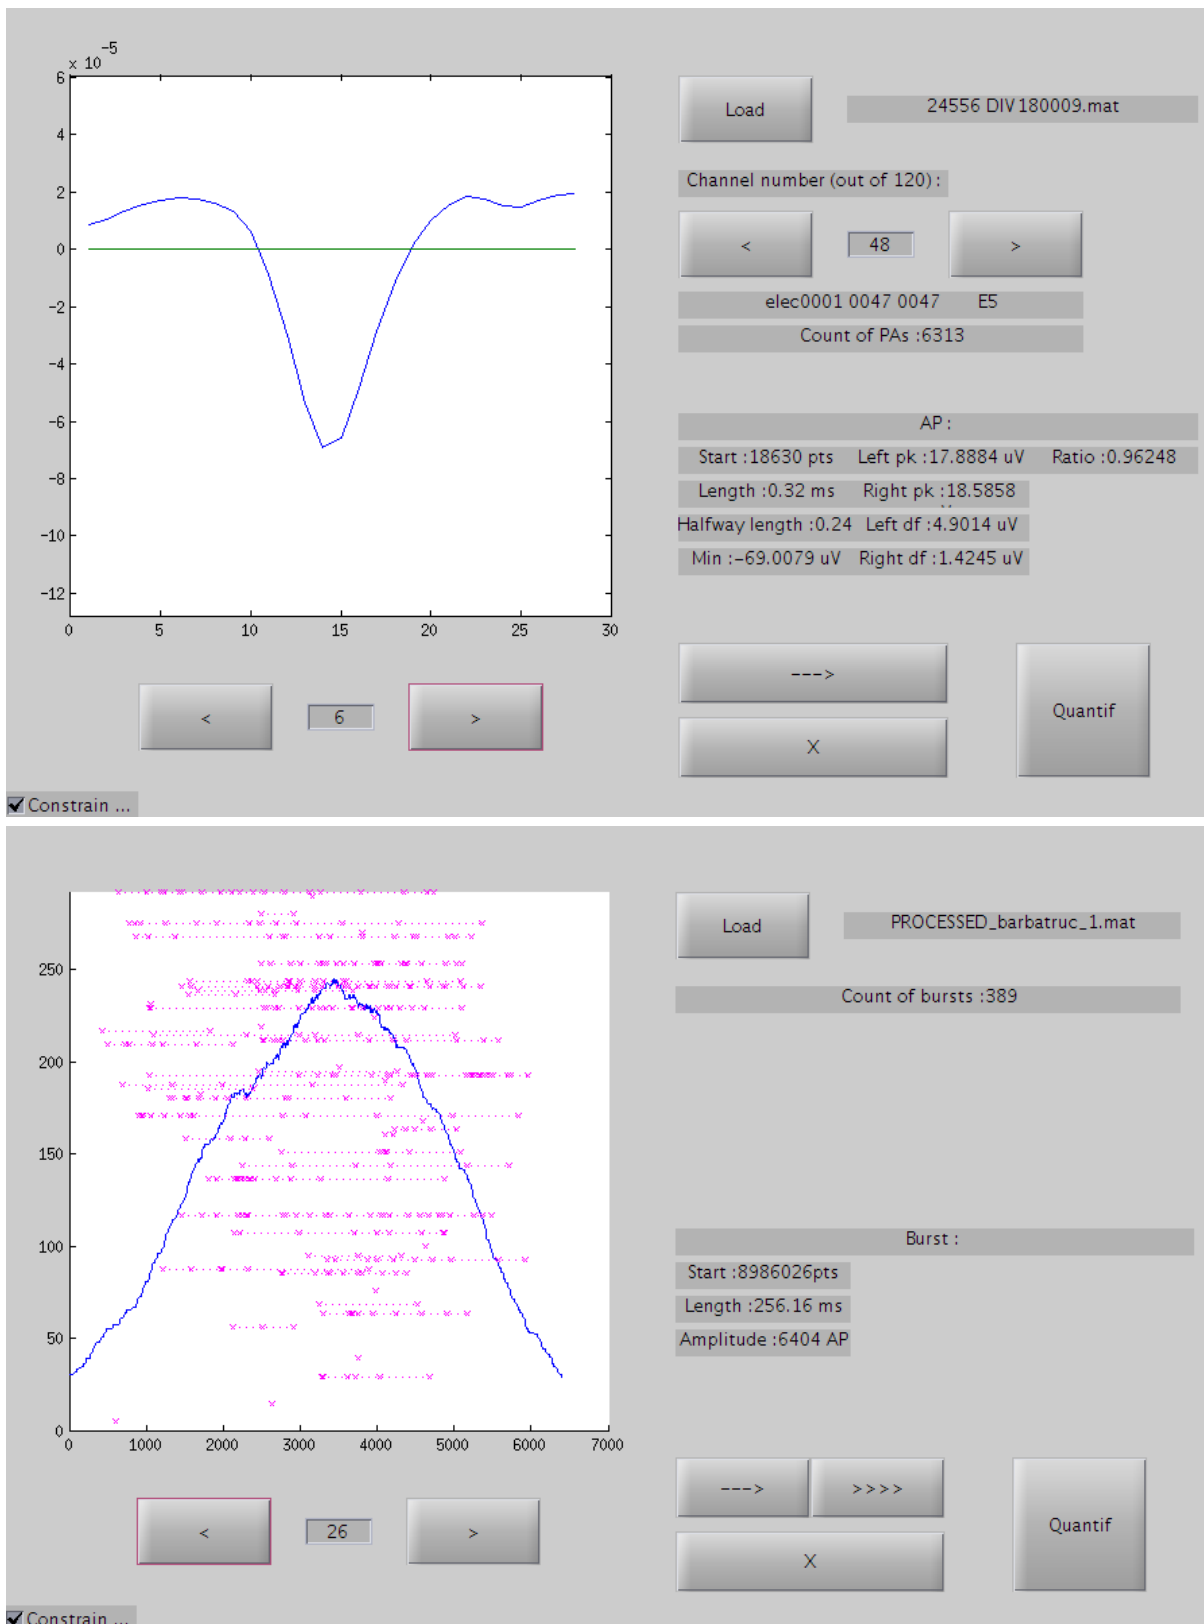 x 10 -5
6
4
2
0
-2
-4
-6
-8
-10
-12
0 5 10 15 20 25 30
< 6 >
Constrain ...
Load 24556 DIV180009.mat
Channel number (out of 120) :
< 48 >
elec0001 0047 0047 E5
Count of PAs :6313
AP :
Start :18630 pts Left pk :17.8884 uV Ratio :0.96248
Length :0.32 ms Right pk :18.5858
Halfway length :0.24 Left df :4.9014 uV
Min :-69.0079 uV Right df :1.4245 uV
--->
X
Quantif
250
200
150
100
50
0
0 1000 2000 3000 4000 5000 6000 7000
< 26 >
Constrain ...
Load PROCESSED_barbatruc_1.mat
Count of bursts :389
Burst :
Start :8986026pts
Length :256.16 ms
Amplitude :6404 AP
---> >>>>
X
Quantif